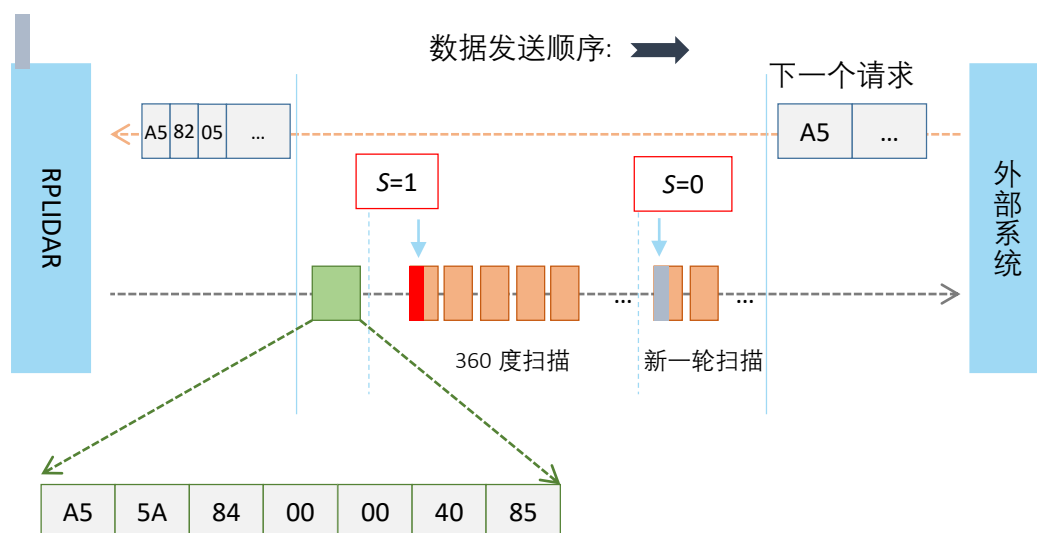 数据发送顺序:
下一个请求
A5 82 05 ...
A5 ...
S=1
S=0
RPLIDAR
外部系统
... ...
360 度扫描
新一轮扫描
A5 5A 84 00 00 40 85